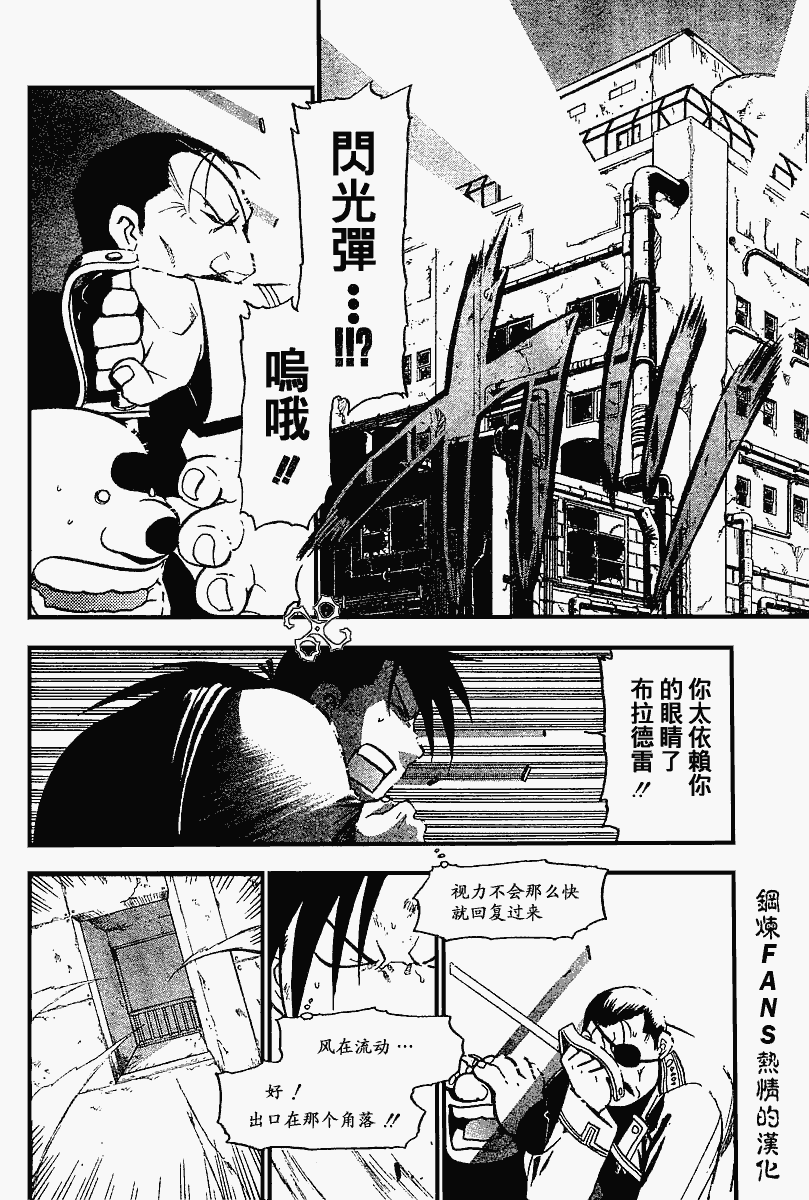 閃光彈…!!?
嗚哦!!
你太依賴你
的眼睛了
布拉德雷!!
视力不会那么快
就回复过来
风在流动…
好！
出口在那个角落!!
鋼煉FANS熱情的漢化